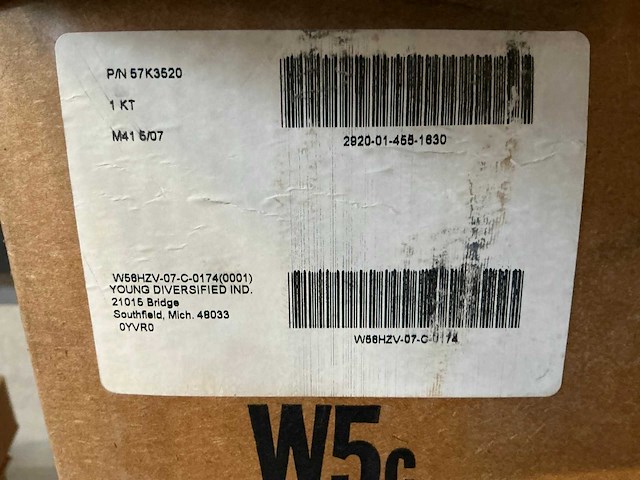 P/N 57K3520
1 KT
M41 5/07
2920-01-455-1630
W56HZV-07-C-0174(0001)
YOUNG DIVERSIFIED IND.
21015 Bridge
Southfield, Mich. 48033
0YVR0
W56HZV-07-C-0174
W5c